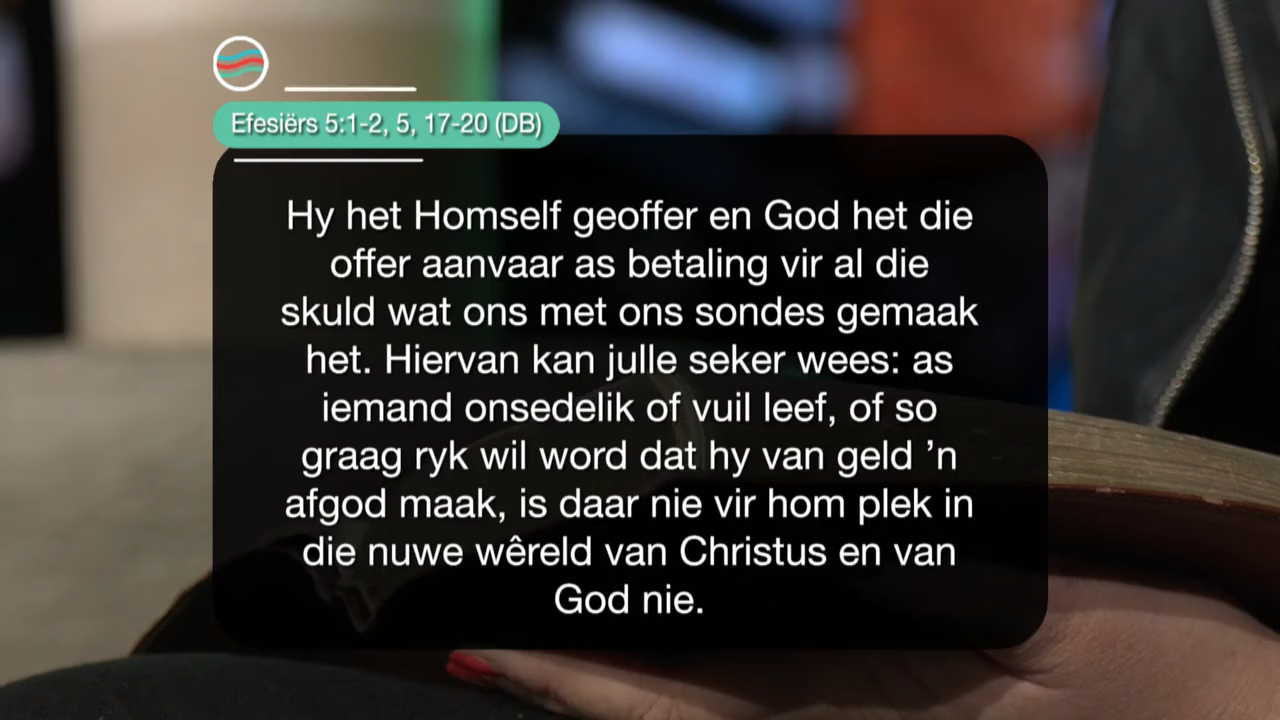 Efesiërs 5:1-2, 5, 17-20 (DB)
Hy het Homself geoffer en God het die
offer aanvaar as betaling vir al die
skuld wat ons met ons sondes gemaak
het. Hiervan kan julle seker wees: as
iemand onsedelik of vuil leef, of so
graag ryk wil word dat hy van geld ’n
afgod maak, is daar nie vir hom plek in
die nuwe wêreld van Christus en van
God nie.